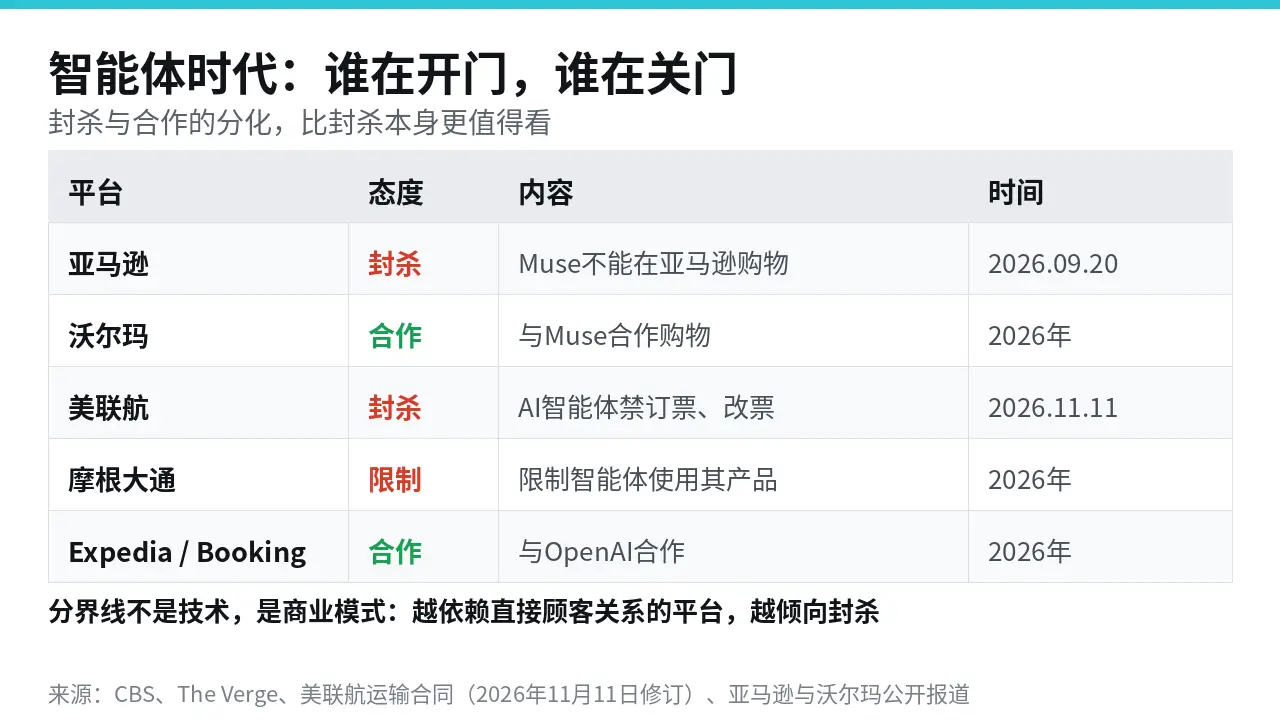 智能体时代：谁在开门，谁在关门
封杀与合作的分化，比封杀本身更值得看
平台 态度 内容 时间
亚马逊 封杀 Muse不能在亚马逊购物 2026.09.20
沃尔玛 合作 与Muse合作购物 2026年
美联航 封杀 AI智能体禁订票、改票 2026.11.11
摩根大通 限制 限制智能体使用其产品 2026年
Expedia / Booking 合作 与OpenAI合作 2026年
分界线不是技术，是商业模式：越依赖直接顾客关系的平台，越倾向封杀
来源：CBS、The Verge、美联航运输合同（2026年11月11日修订）、亚马逊与沃尔玛公开报道